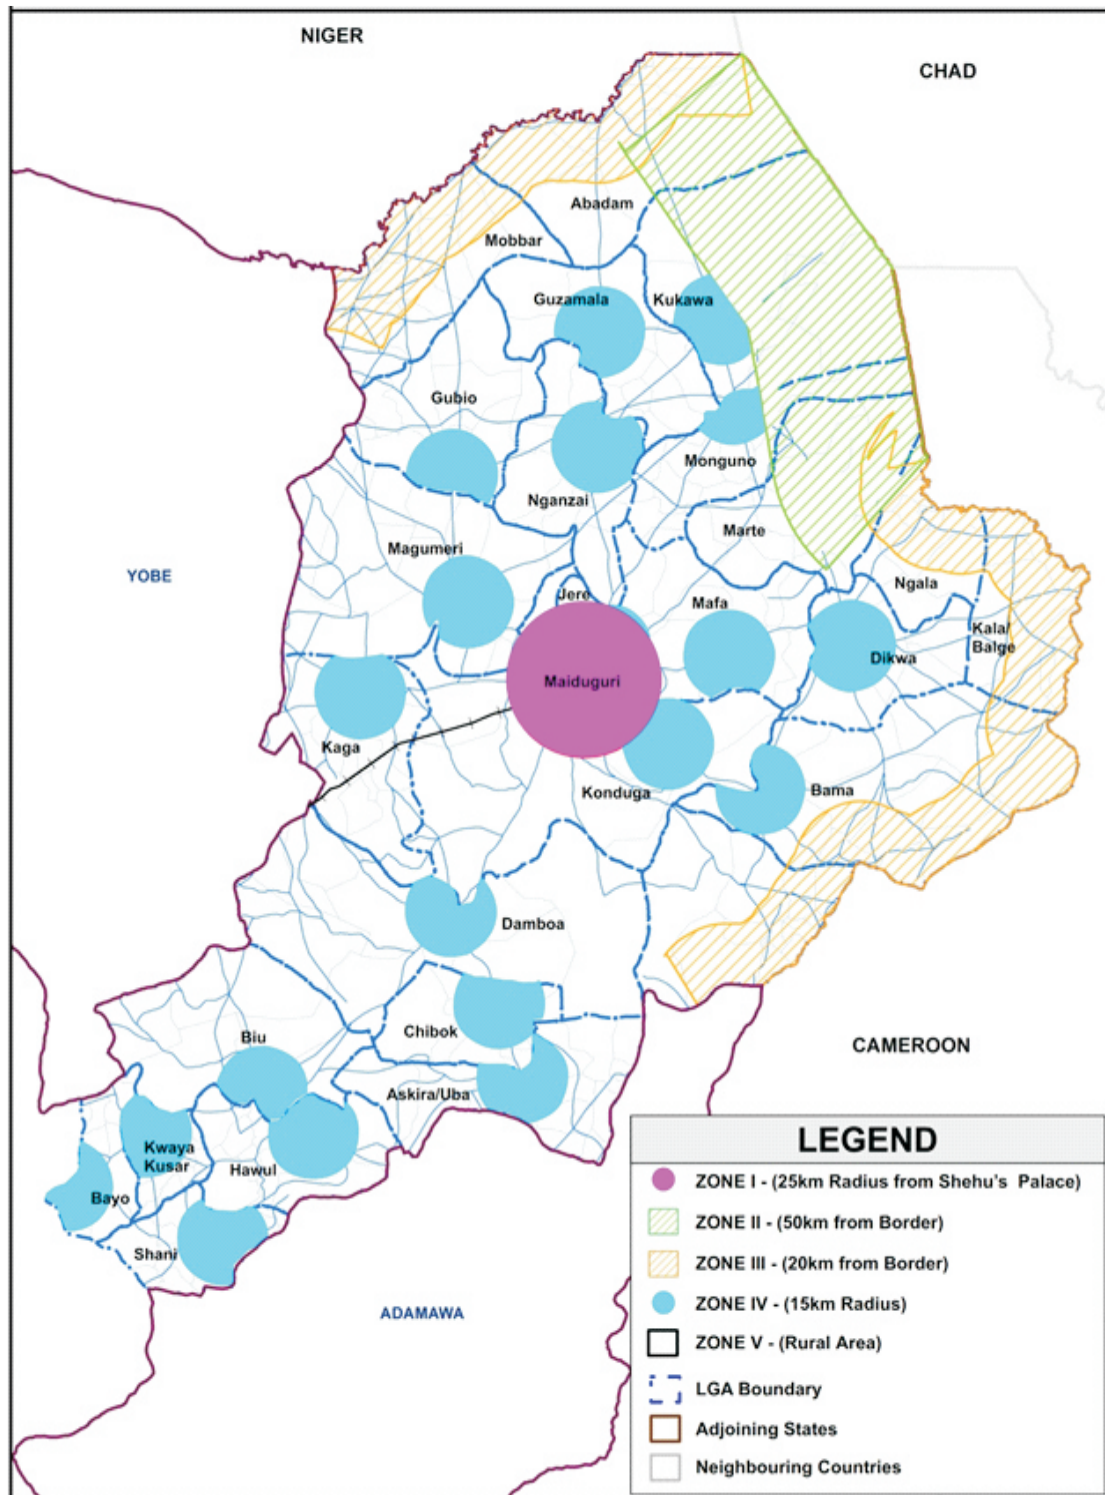 NIGER
CHAD
Abadam
Mobbar
Guzamala
Kukawa
Gubio
Monguno
Nganzai
Marte
Magumeri
YOBE
Ngala
Jere
Mafa
Kala/
Balge
Dikwa
Maiduguri
Kaga
Konduga
Bama
Damboa
Chibok
Biu
CAMEROON
Askira/Uba
Kwaya
Kusar
Hawul
Bayo
Shani
ADAMAWA
LEGEND
ZONE I - (25km Radius from Shehu's Palace)
ZONE II - (50km from Border)
ZONE III - (20km from Border)
ZONE IV - (15km Radius)
ZONE V - (Rural Area)
LGA Boundary
Adjoining States
Neighbouring Countries